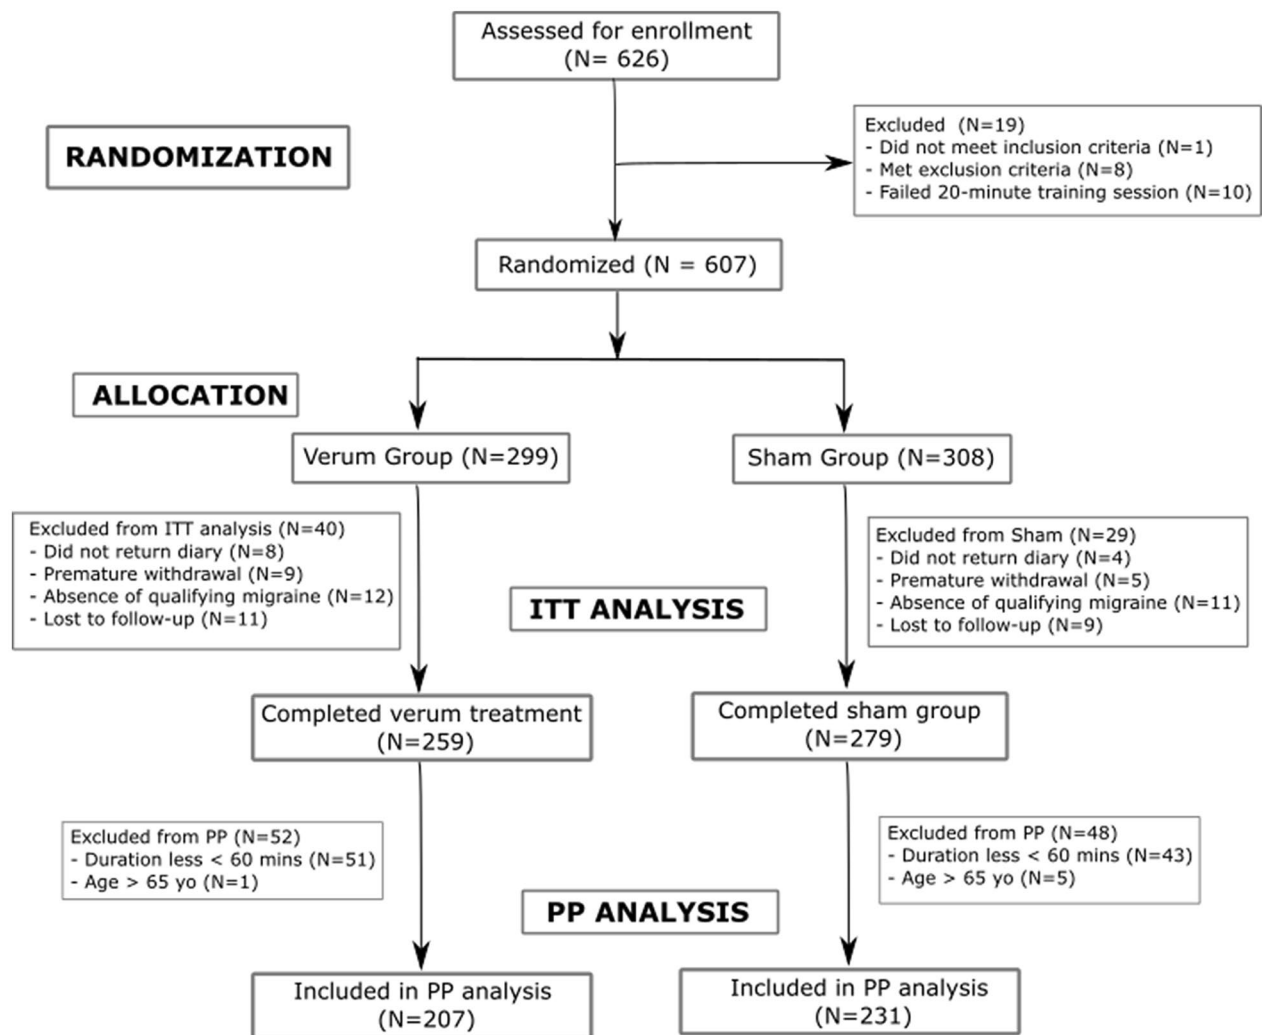 Assessed for enrollment
(N= 626)
RANDOMIZATION
Excluded (N=19)
- Did not meet inclusion criteria (N=1)
- Met exclusion criteria (N=8)
- Failed 20-minute training session (N=10)
Randomized (N = 607)
ALLOCATION
Verum Group (N=299)
Sham Group (N=308)
Excluded from ITT analysis (N=40)
- Did not return diary (N=8)
- Premature withdrawal (N=9)
- Absence of qualifying migraine (N=12)
- Lost to follow-up (N=11)
Excluded from Sham (N=29)
- Did not return diary (N=4)
- Premature withdrawal (N=5)
- Absence of qualifying migraine (N=11)
- Lost to follow-up (N=9)
ITT ANALYSIS
Completed verum treatment
(N=259)
Completed sham group
(N=279)
Excluded from PP (N=52)
- Duration less < 60 mins (N=51)
- Age > 65 yo (N=1)
Excluded from PP (N=48)
- Duration less < 60 mins (N=43)
- Age > 65 yo (N=5)
PP ANALYSIS
Included in PP analysis
(N=207)
Included in PP analysis
(N=231)